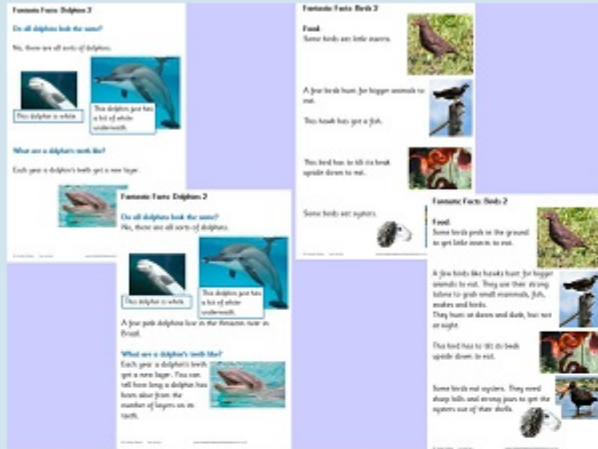 Fantastic Facts: Dolphins 2
Do all dolphins look the same?
No, there are all sorts of dolphins.
This dolphin is white.
This dolphin just has
a bit of white
underneath.
What are a dolphin's teeth like?
Each year a dolphin's teeth get a new layer.
Fantastic Facts: Birds 2
Food
Some birds eat little insects.
A few birds hunt for bigger animals to
eat.
This hawk has got a fish.
This bird has to tilt its beak
upside down to eat.
Some birds eat oysters.
Fantastic Facts: Dolphins 2
Do all dolphins look the same?
No, there are all sorts of dolphins.
This dolphin is white.
This dolphin just has
a bit of white
underneath.
A few pink dolphins live in the Amazon river in
Brazil.
What are a dolphin's teeth like?
Each year a dolphin's teeth
get a new layer. You can
tell how long a dolphin has
been alive from the
number of layers on its
teeth.
Fantastic Facts: Birds 2
Food
Some birds peck in the ground
to get little insects to eat.
A few birds like hawks hunt for bigger
animals to eat. They use their strong
talons to grab small mammals, fish,
snakes and birds.
They hunt at dawn and dusk, but not
at night.
This bird has to tilt its beak
upside down to eat.
Some birds eat oysters. They need
sharp bills and strong jaws to get the
oysters out of their shells.